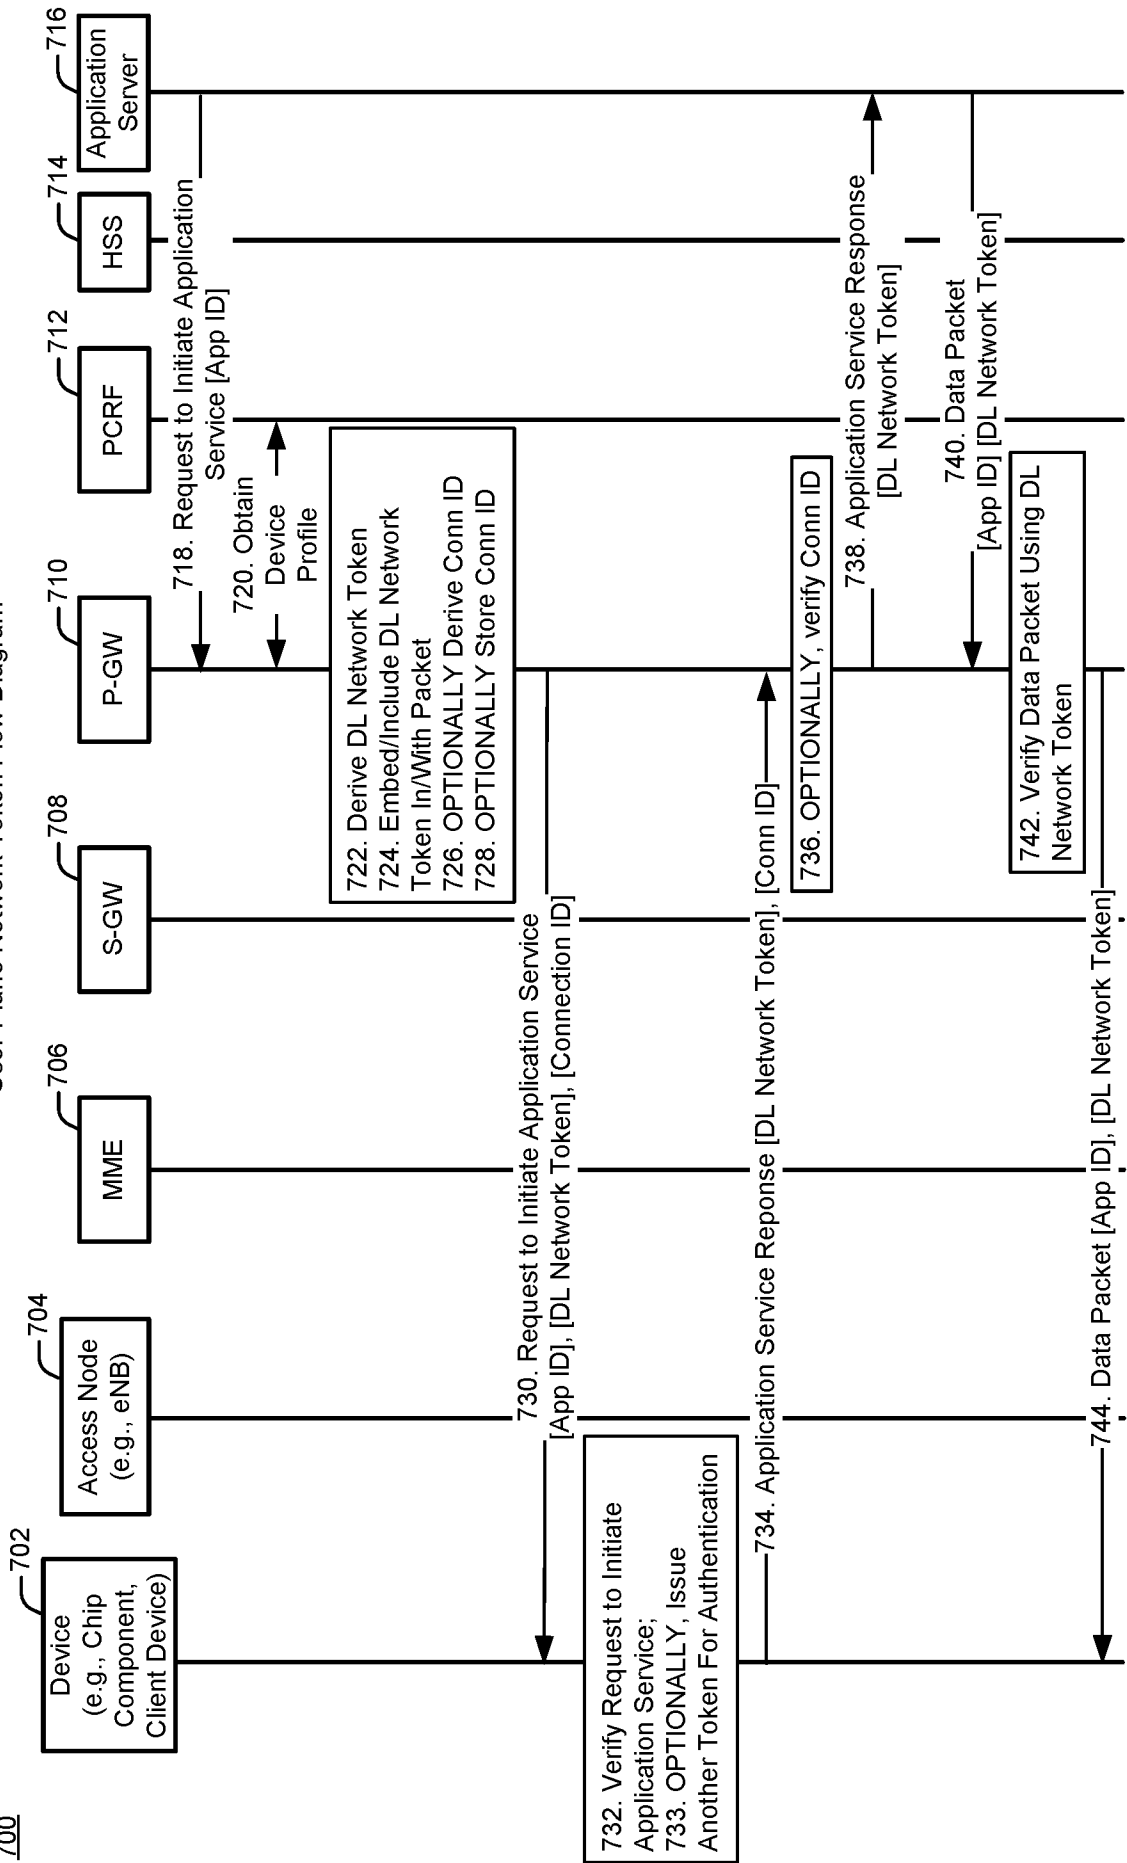 700
User-Plane Network Token Flow Diagram
702
Device
(e.g., Chip
Component,
Client Device)
704
Access Node
(e.g., eNB)
706
MME
708
S-GW
710
P-GW
712
PCRF
714
HSS
716
Application
Server
718. Request to Initiate Application
Service [App ID]
720. Obtain
Device
Profile
722. Derive DL Network Token
724. Embed/Include DL Network
Token In/With Packet
726. OPTIONALLY Derive Conn ID
728. OPTIONALLY Store Conn ID
730. Request to Initiate Application Service
[App ID], [DL Network Token], [Connection ID]
732. Verify Request to Initiate
Application Service;
733. OPTIONALLY, Issue
Another Token For Authentication
734. Application Service Reponse [DL Network Token], [Conn ID]
736. OPTIONALLY, verify Conn ID
738. Application Service Response
[DL Network Token]
740. Data Packet
[App ID] [DL Network Token]
742. Verify Data Packet Using DL
Network Token
744. Data Packet [App ID], [DL Network Token]